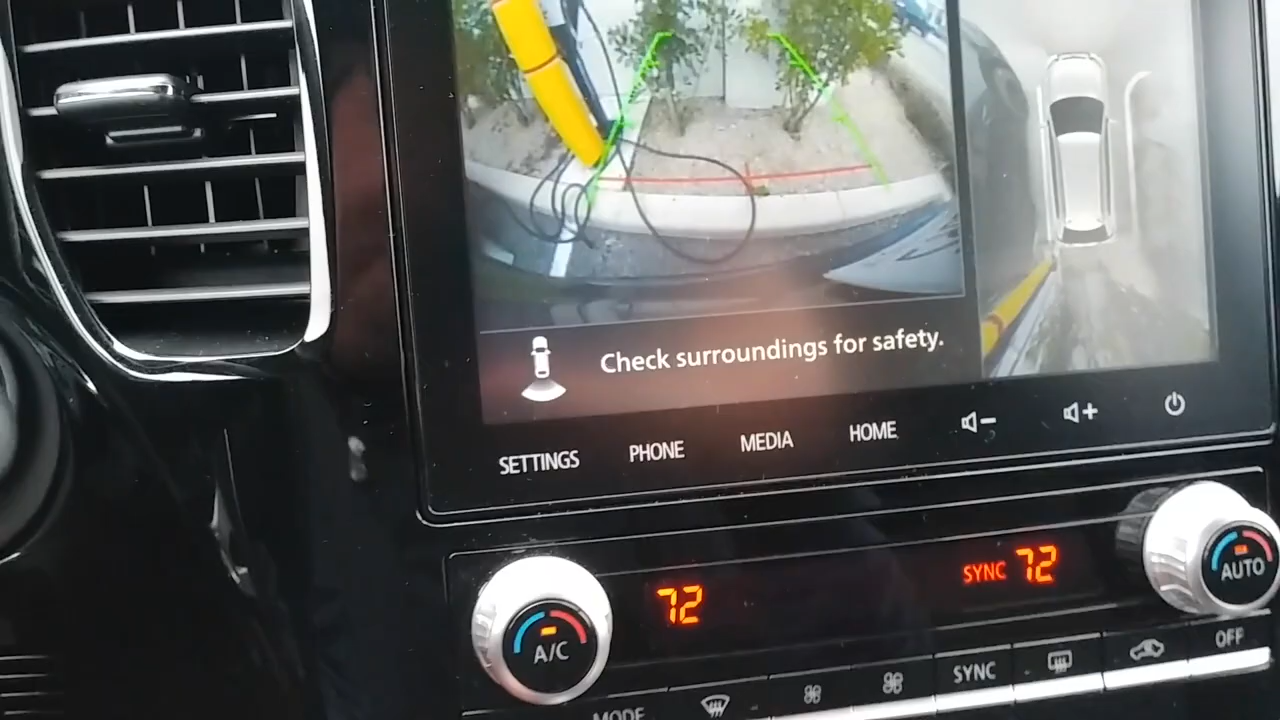 Check surroundings for safety.
SETTINGS PHONE MEDIA HOME
72 SYNC 72
A/C AUTO
MODE SYNC OFF